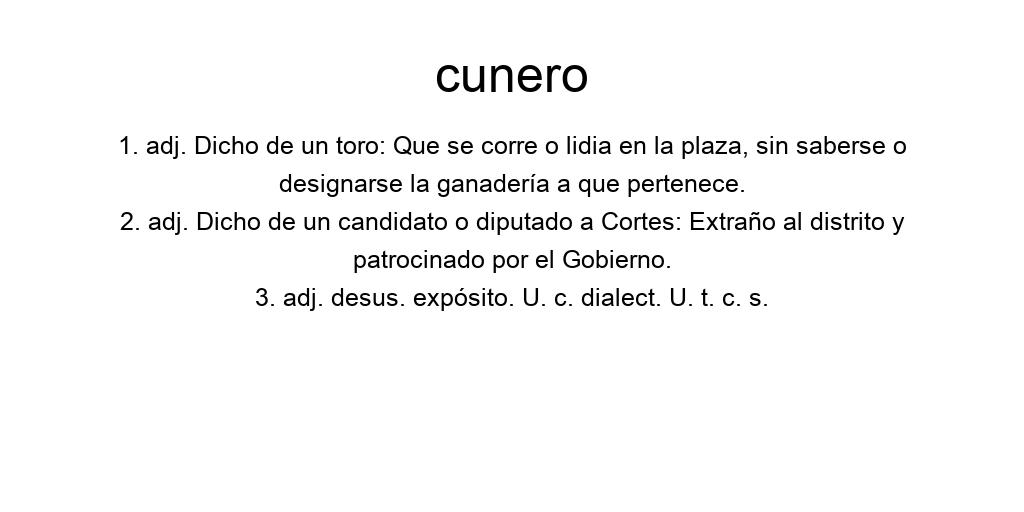 cunero
1. adj. Dicho de un toro: Que se corre o lidia en la plaza, sin saberse o
designarse la ganadería a que pertenece.
2. adj. Dicho de un candidato o diputado a Cortes: Extraño al distrito y
patrocinado por el Gobierno.
3. adj. desus. expósito. U. c. dialect. U. t. c. s.